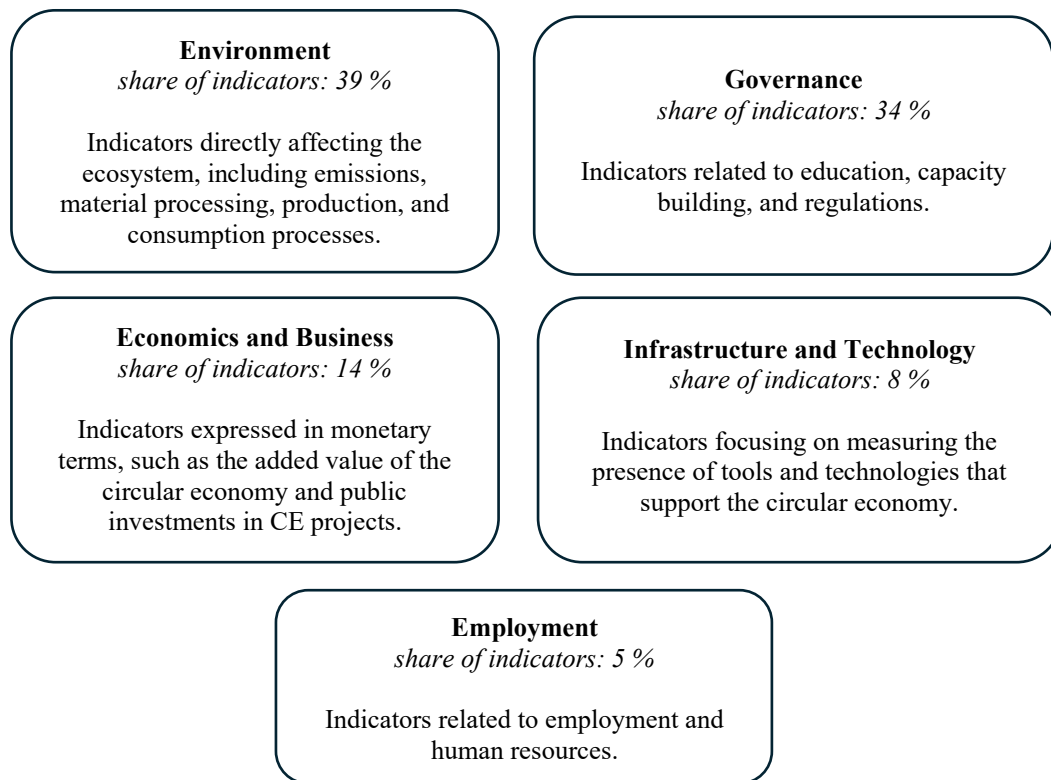 Environment
share of indicators: 39 %
Indicators directly affecting the
ecosystem, including emissions,
material processing, production, and
consumption processes.
Governance
share of indicators: 34 %
Indicators related to education, capacity
building, and regulations.
Economics and Business
share of indicators: 14 %
Indicators expressed in monetary
terms, such as the added value of the
circular economy and public
investments in CE projects.
Infrastructure and Technology
share of indicators: 8 %
Indicators focusing on measuring the
presence of tools and technologies that
support the circular economy.
Employment
share of indicators: 5 %
Indicators related to employment and
human resources.